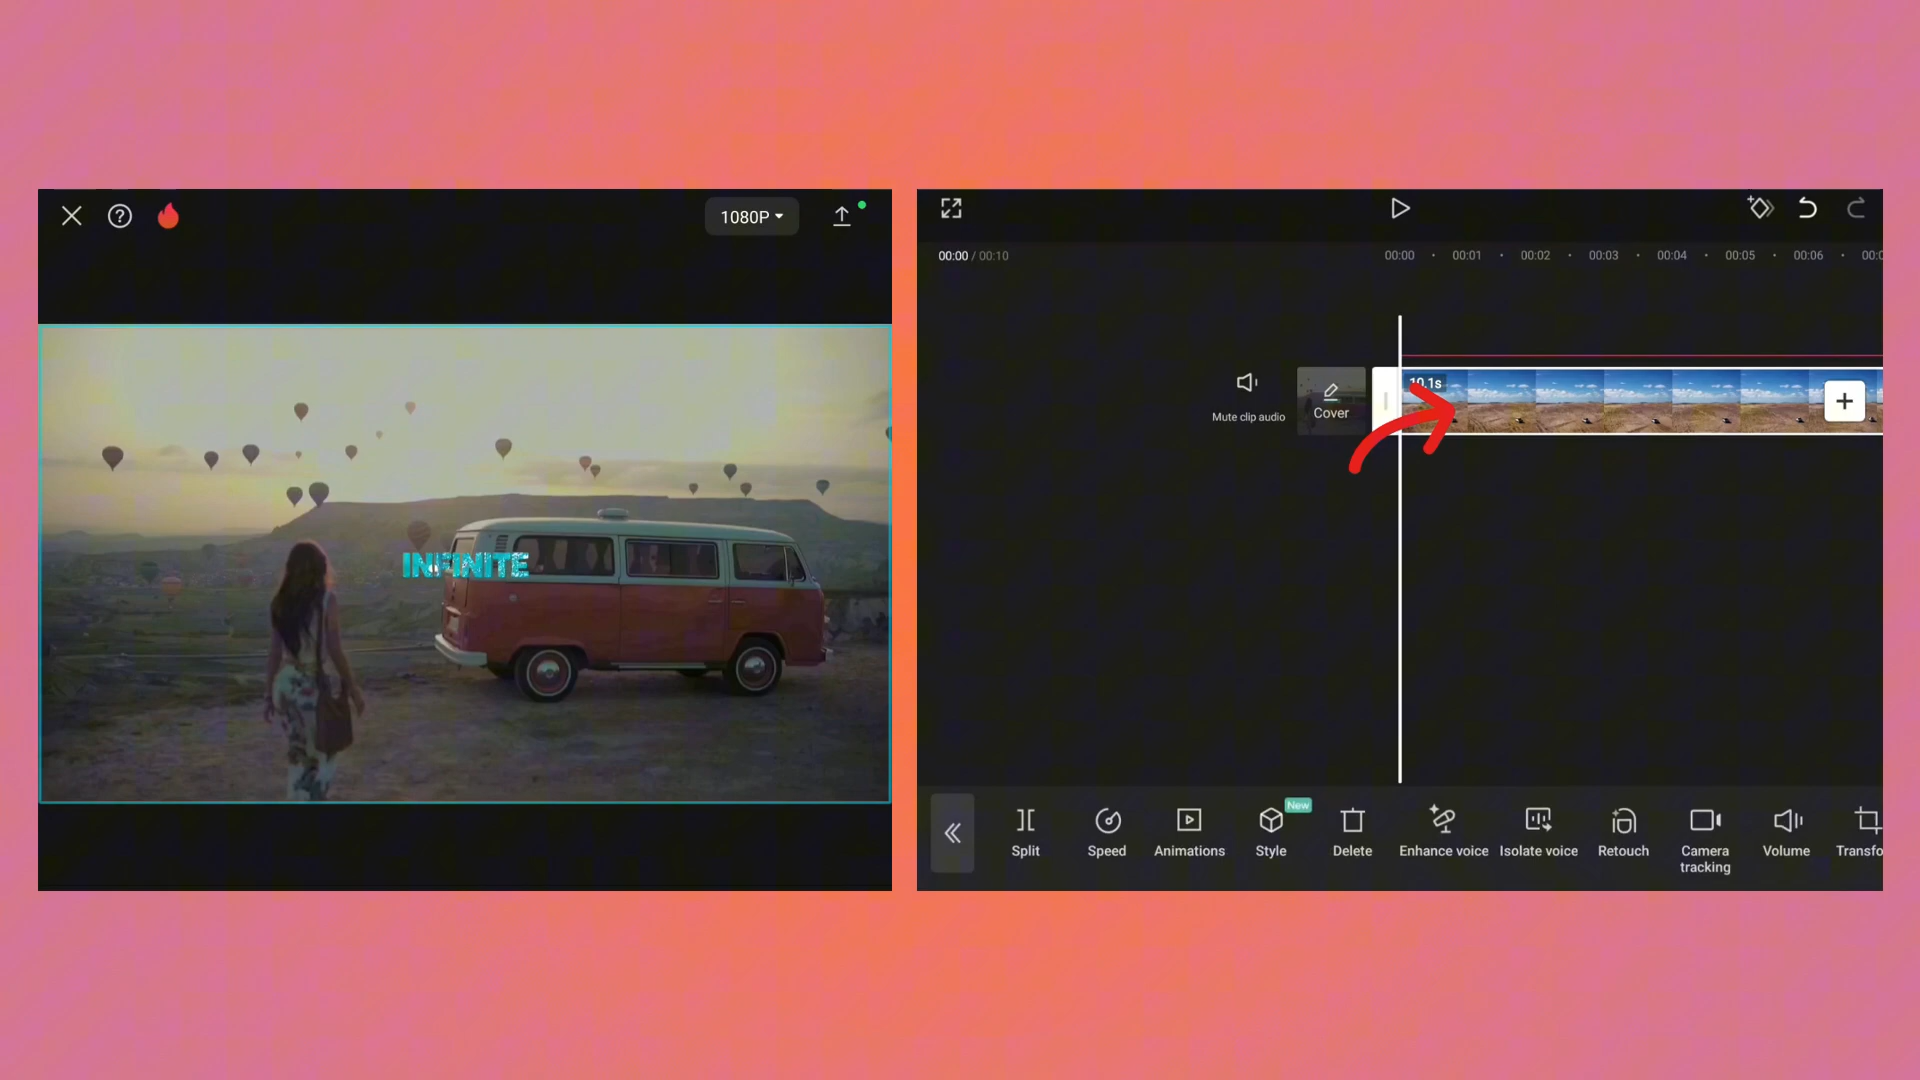 1080P
INFINITE
00:00 / 00:10
00:00 00:01 00:02 00:03 00:04 00:05 00:06
10.1s
Mute clip audio
Cover
New
Split
Speed
Animations
Style
Delete
Enhance voice
Isolate voice
Retouch
Camera
tracking
Volume
Transfo